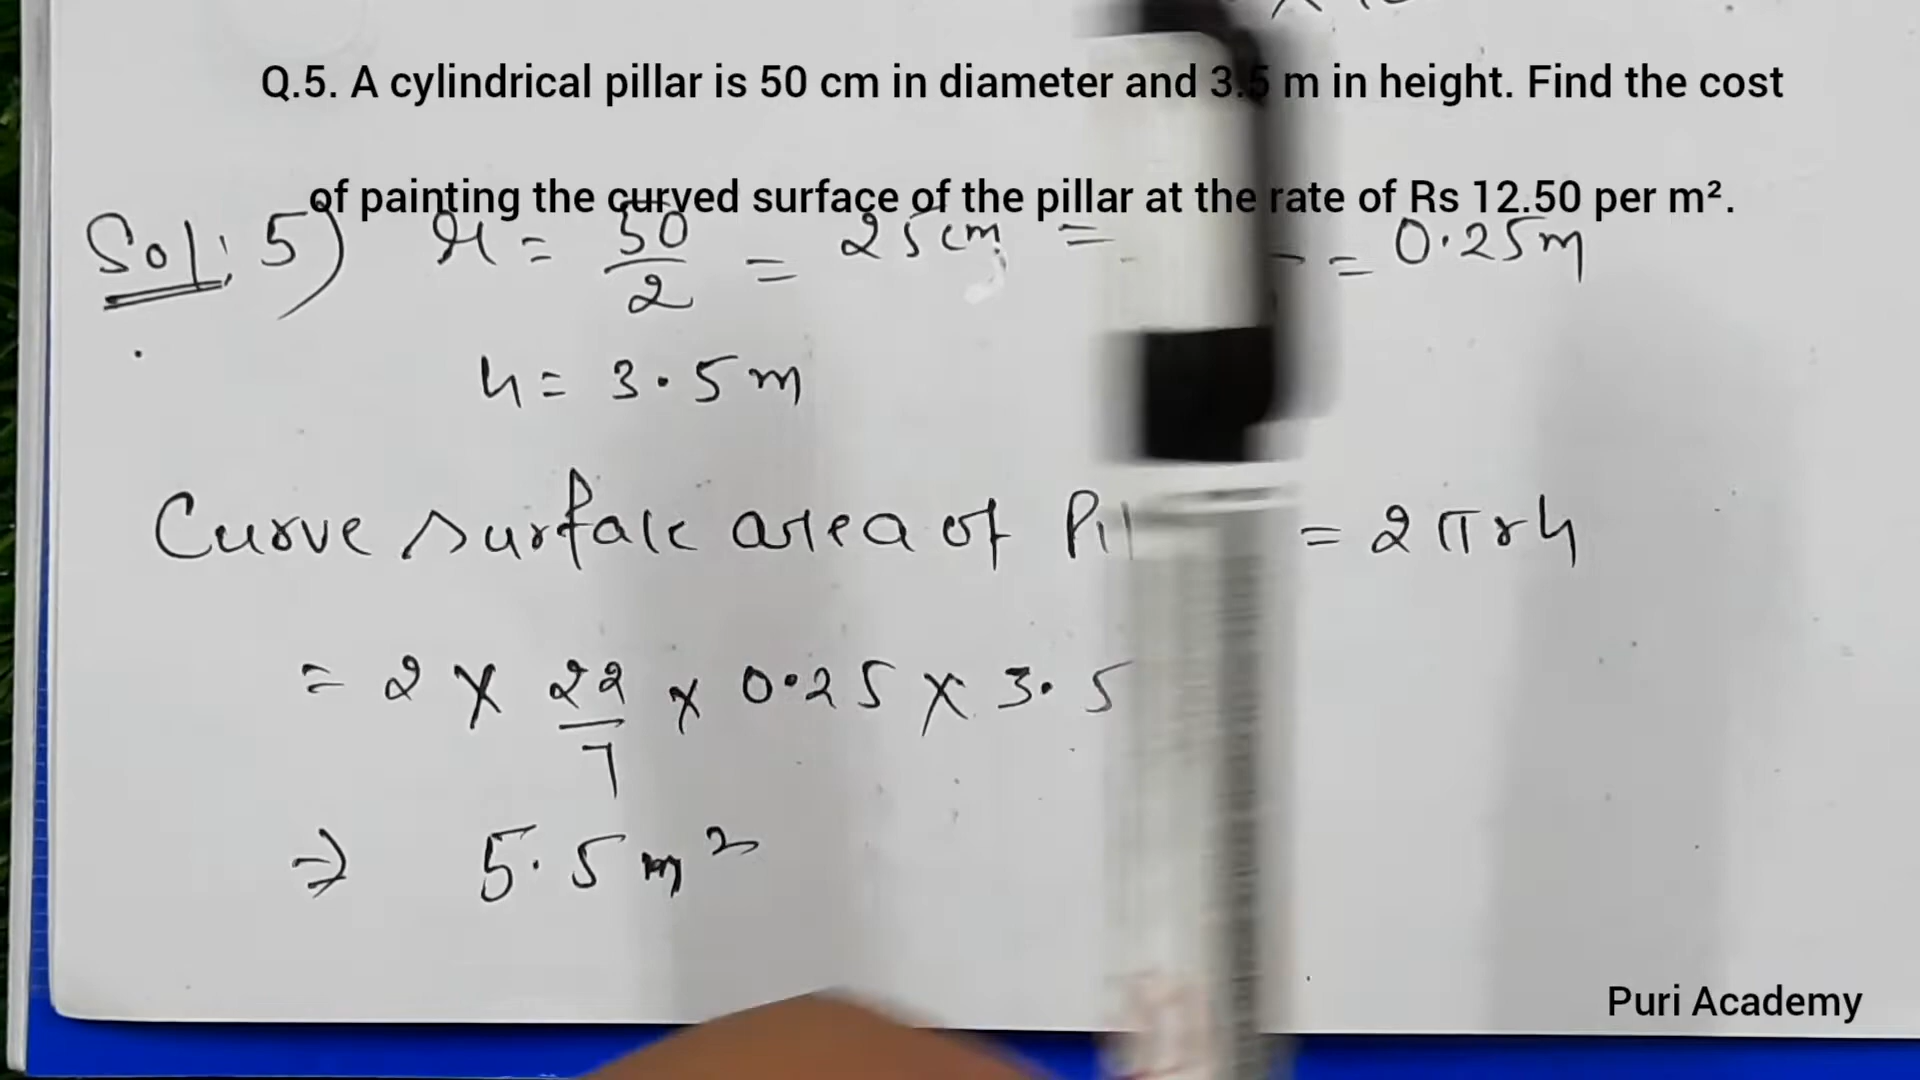 Q.5. A cylindrical pillar is 50 cm in diameter and 3.5 m in height. Find the cost
of painting the curved surface of the pillar at the rate of Rs 12.50 per m².
Sol: 5) r = 50/2 = 25 cm = = 0.25 m
h = 3.5 m
Curve surface area of = 2πrh
= 2 × 22/7 × 0.25 × 3.5
⇒ 5.5 m²
Puri Academy